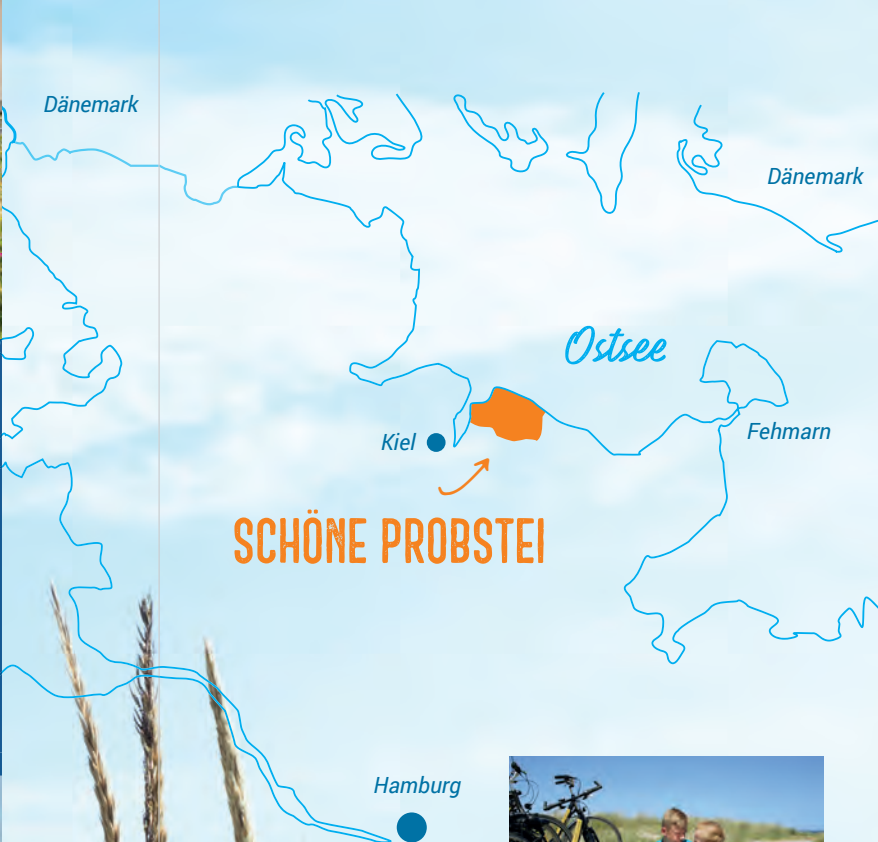 Dänemark
Dänemark
Ostsee
Fehmarn
Kiel
SCHÖNE PROBSTEI
Hamburg